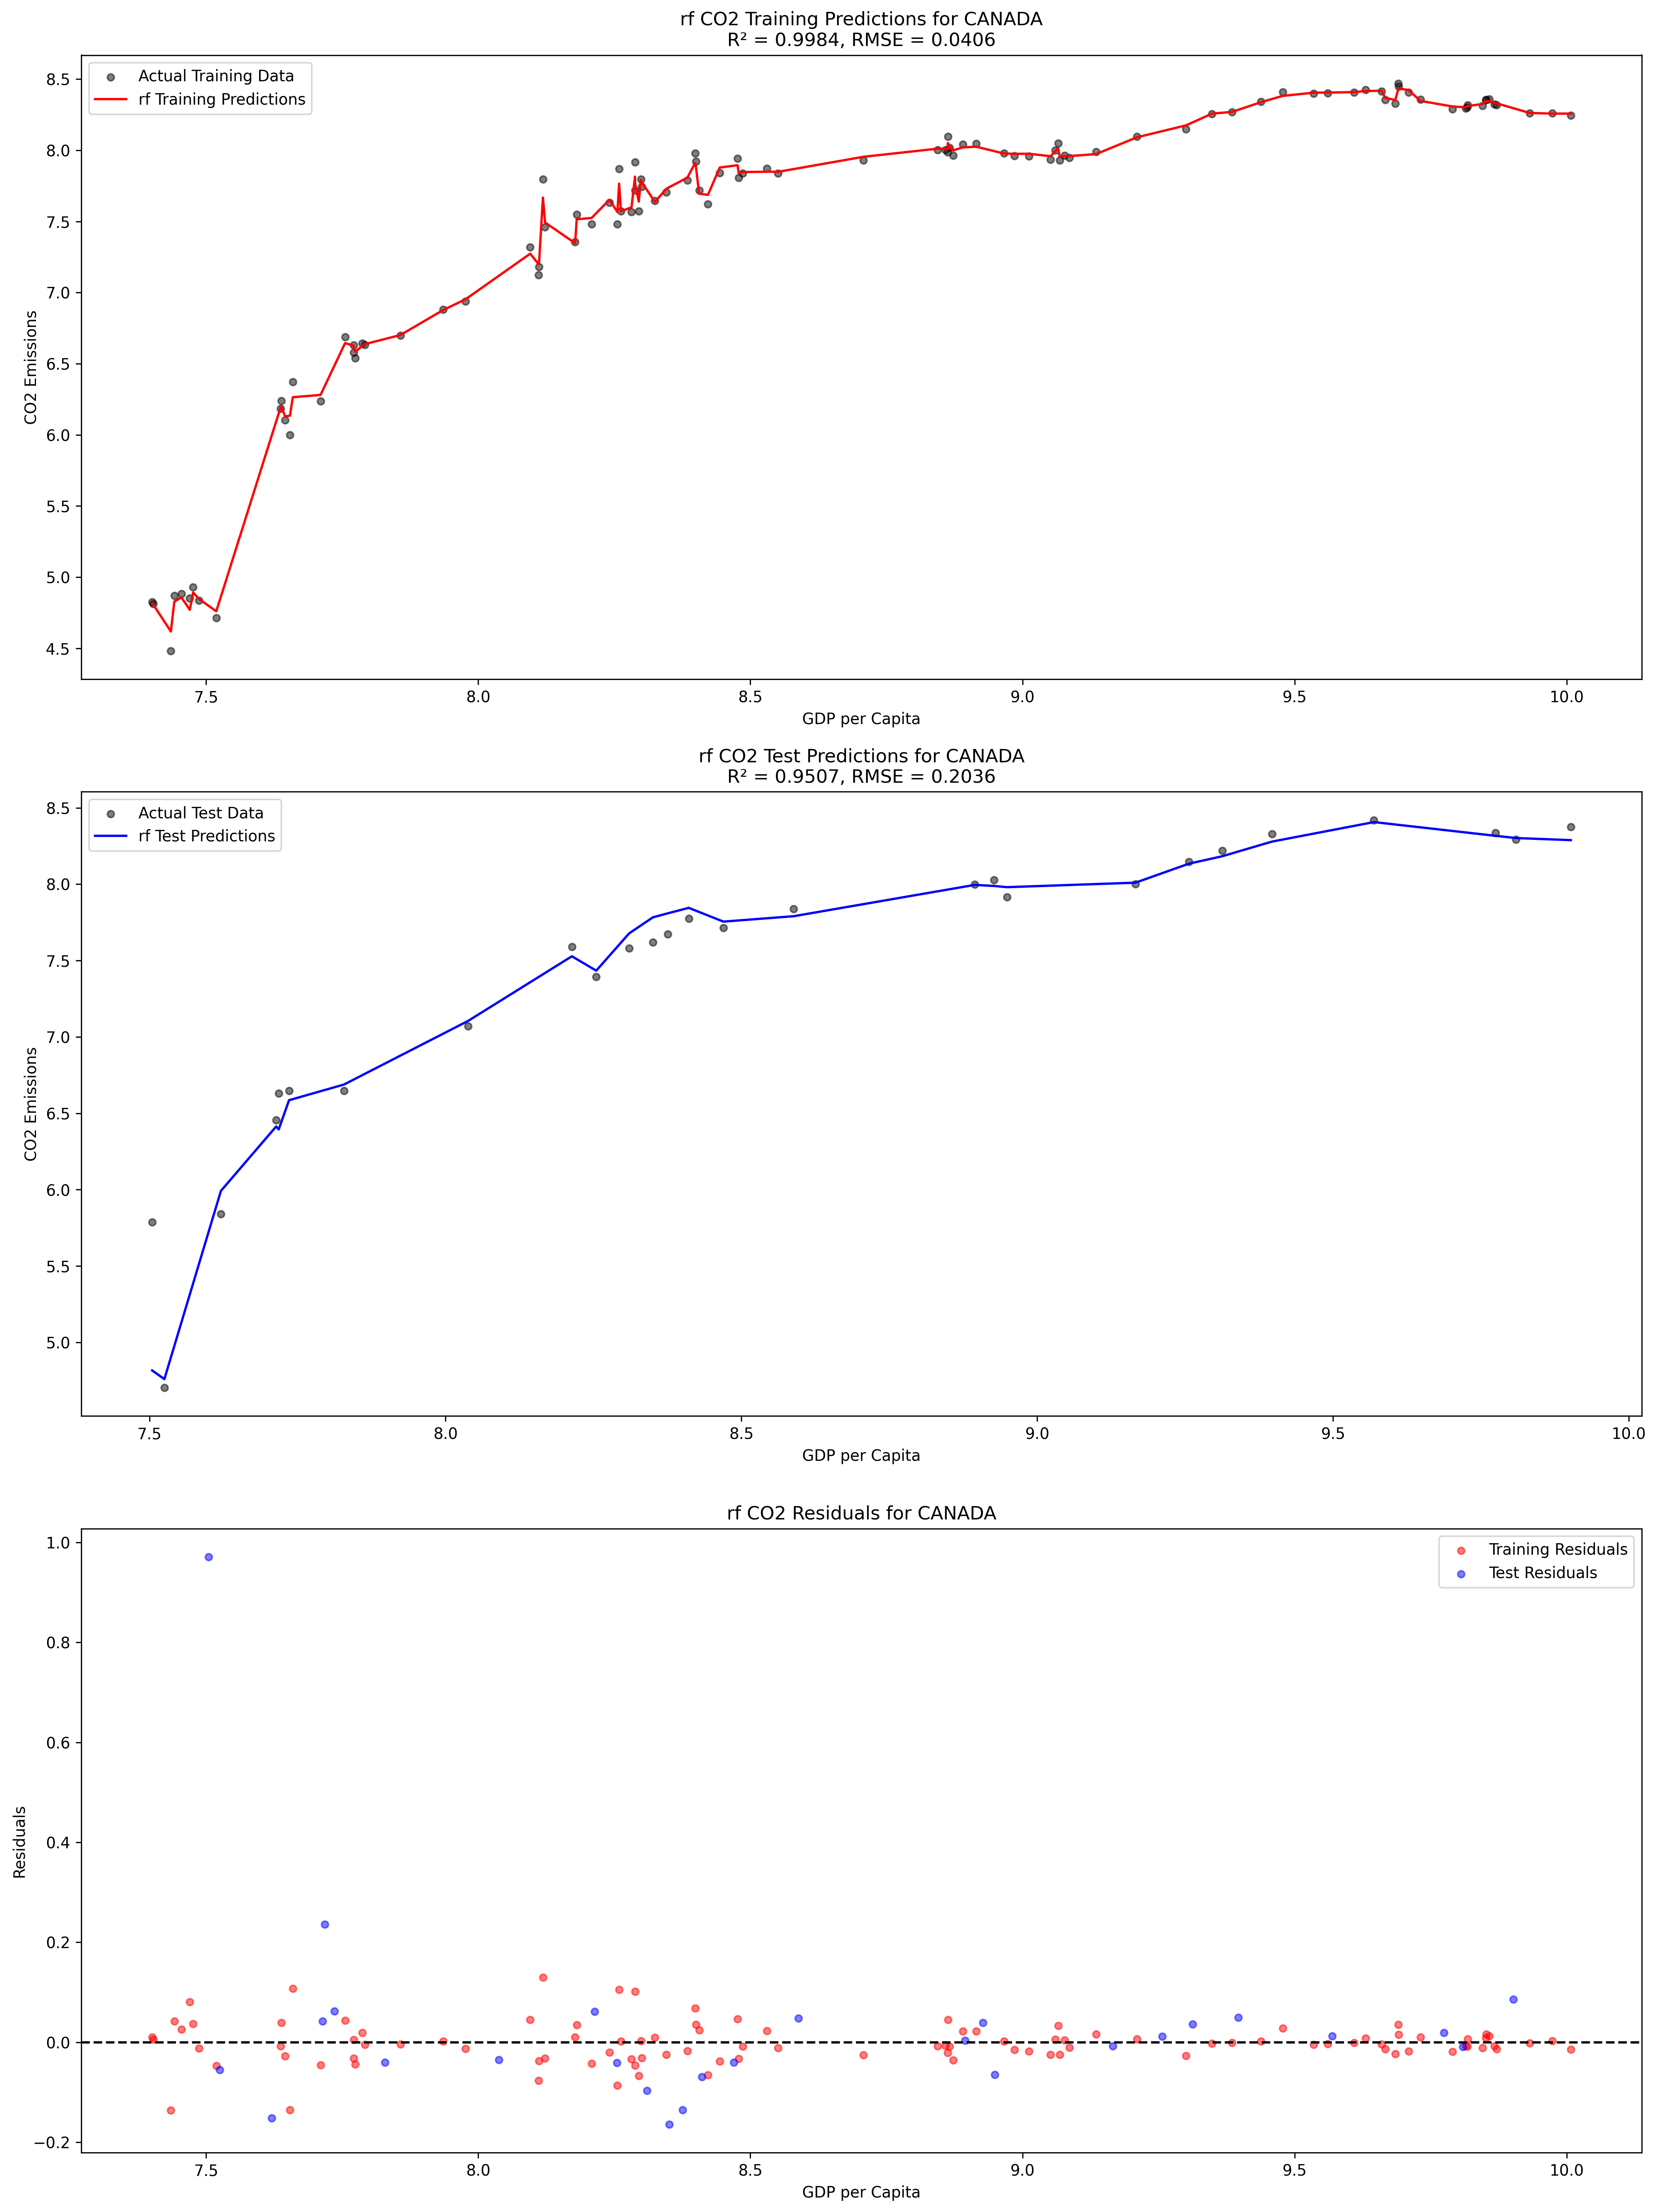 rf CO2 Training Predictions for CANADA
R² = 0.9984, RMSE = 0.0406
Actual Training Data
rf Training Predictions
8.5
8.0
7.5
7.0
6.5
6.0
5.5
5.0
4.5
CO2 Emissions
7.5 8.0 8.5 9.0 9.5 10.0
GDP per Capita
rf CO2 Test Predictions for CANADA
R² = 0.9507, RMSE = 0.2036
Actual Test Data
rf Test Predictions
8.5
8.0
7.5
7.0
6.5
6.0
5.5
5.0
CO2 Emissions
7.5 8.0 8.5 9.0 9.5 10.0
GDP per Capita
rf CO2 Residuals for CANADA
Training Residuals
Test Residuals
1.0
0.8
0.6
0.4
0.2
0.0
−0.2
Residuals
7.5 8.0 8.5 9.0 9.5 10.0
GDP per Capita